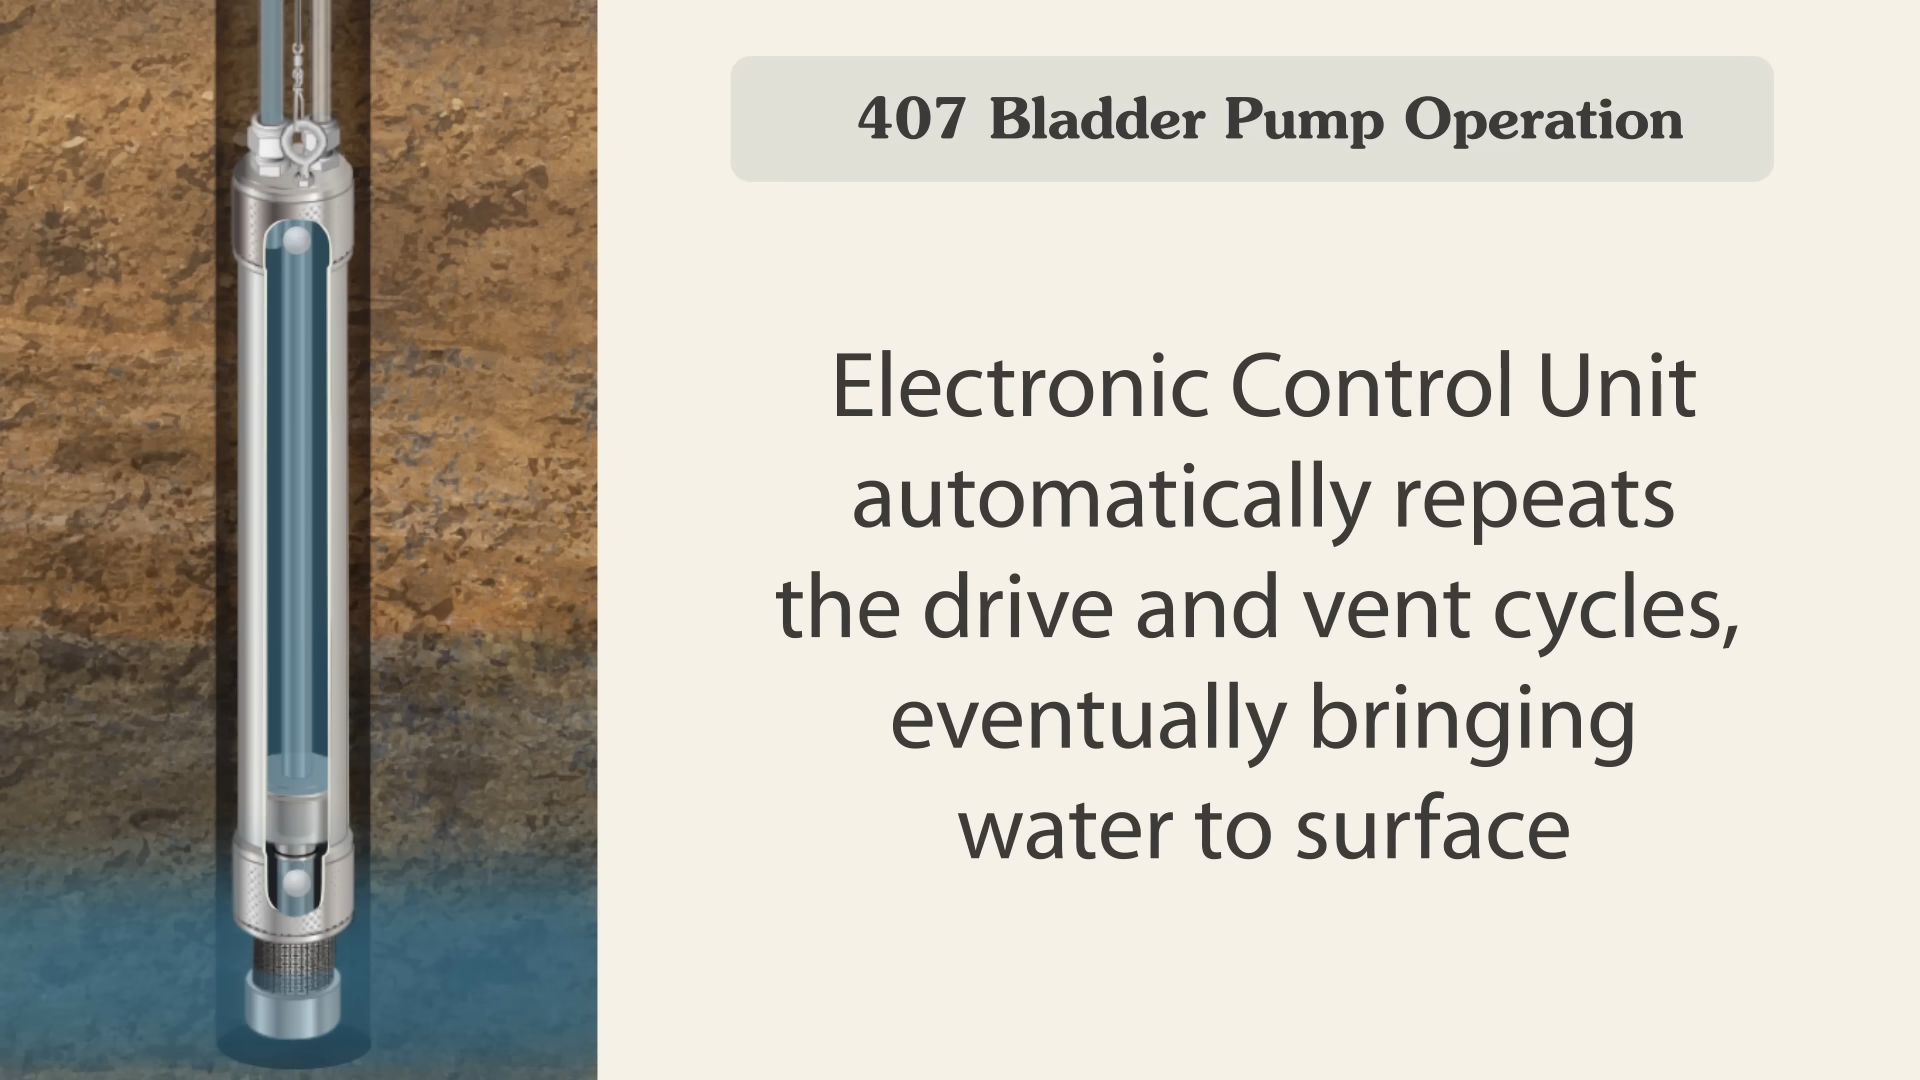 407 Bladder Pump Operation
Electronic Control Unit
automatically repeats
the drive and vent cycles,
eventually bringing
water to surface